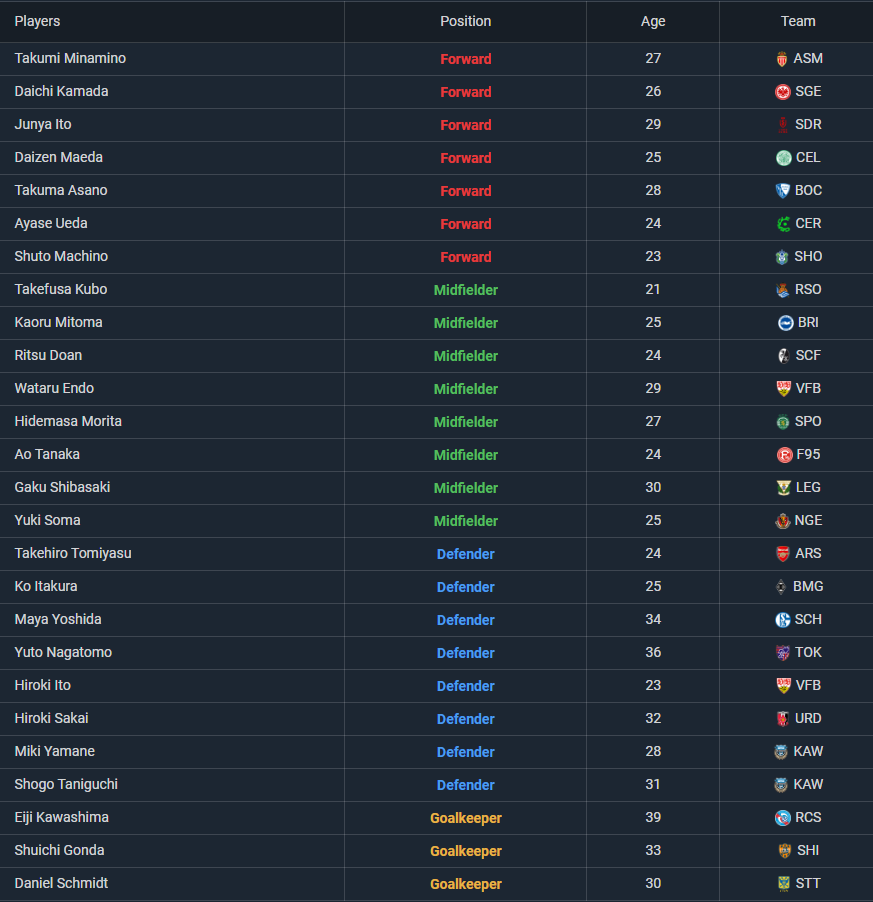 Players Position Age Team
Takumi Minamino Forward 27 ASM
Daichi Kamada Forward 26 SGE
Junya Ito Forward 29 SDR
Daizen Maeda Forward 25 CEL
Takuma Asano Forward 28 BOC
Ayase Ueda Forward 24 CER
Shuto Machino Forward 23 SHO
Takefusa Kubo Midfielder 21 RSO
Kaoru Mitoma Midfielder 25 BRI
Ritsu Doan Midfielder 24 SCF
Wataru Endo Midfielder 29 VFB
Hidemasa Morita Midfielder 27 SPO
Ao Tanaka Midfielder 24 F95
Gaku Shibasaki Midfielder 30 LEG
Yuki Soma Midfielder 25 NGE
Takehiro Tomiyasu Defender 24 ARS
Ko Itakura Defender 25 BMG
Maya Yoshida Defender 34 SCH
Yuto Nagatomo Defender 36 TOK
Hiroki Ito Defender 23 VFB
Hiroki Sakai Defender 32 URD
Miki Yamane Defender 28 KAW
Shogo Taniguchi Defender 31 KAW
Eiji Kawashima Goalkeeper 39 RCS
Shuichi Gonda Goalkeeper 33 SHI
Daniel Schmidt Goalkeeper 30 STT